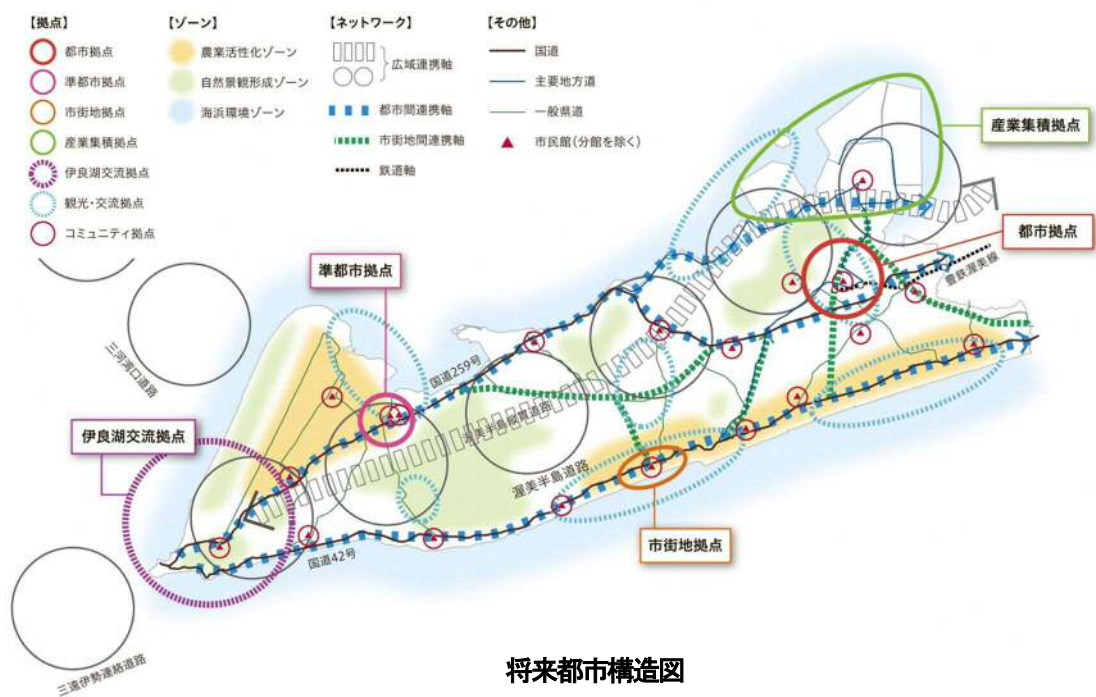 【拠点】
都市拠点
準都市拠点
市街地拠点
産業集積拠点
伊良湖交流拠点
観光・交流拠点
コミュニティ拠点
【ゾーン】
農業活性化ゾーン
自然景観形成ゾーン
海浜環境ゾーン
【ネットワーク】
広域連携軸
都市間連携軸
市街地間連携軸
鉄道軸
【その他】
国道
主要地方道
一般県道
市民館(分館を除く)
産業集積拠点
都市拠点
豊鉄渥美線
準都市拠点
三河湾口道路
国道259号
渥美半島縦貫道路
伊良湖交流拠点
渥美半島道路
市街地拠点
国道42号
三遠伊勢連絡道路
将来都市構造図